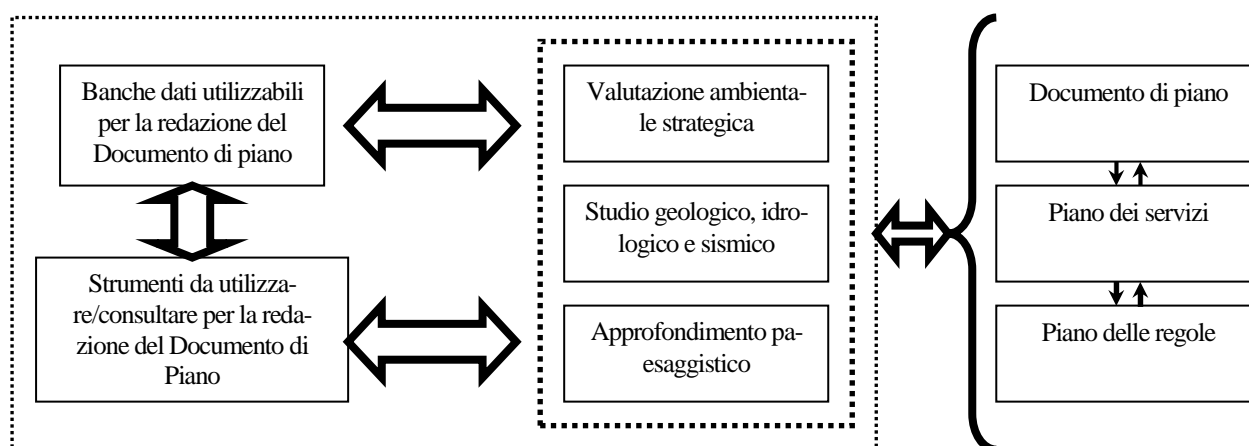 Banche dati utilizzabili
per la redazione del
Documento di piano
Strumenti da utilizza-
re/consultare per la reda-
zione del Documento di
Piano
Valutazione ambienta-
le strategica
Studio geologico, idro-
logico e sismico
Approfondimento pa-
esaggistico
Documento di piano
Piano dei servizi
Piano delle regole